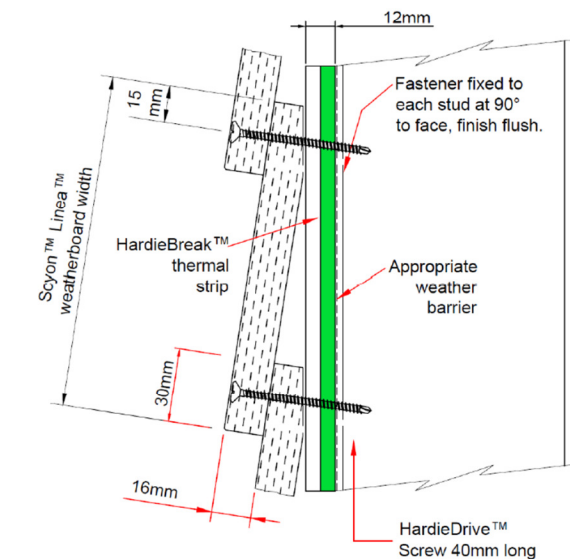 12mm
Fastener fixed to
each stud at 90°
to face, finish flush.
15
mm
Scyon™ Linea™
weatherboard width
HardieBreak™
thermal
strip
Appropriate
weather
barrier
30mm
16mm
HardieDrive™
Screw 40mm long